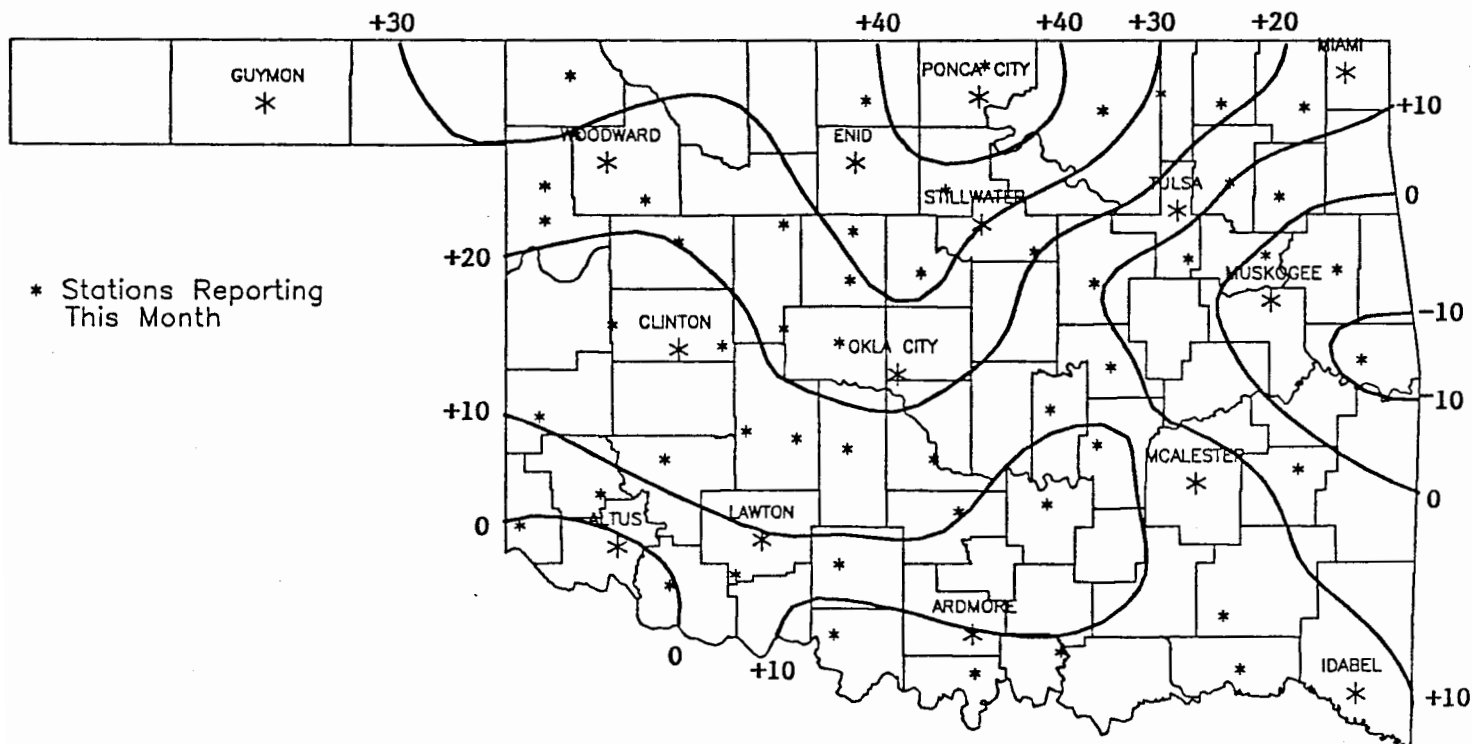 +30 +40 +40 +30 +20
MIAMI
GUYMON
PONCA CITY
+10
WOODWARD
ENID
TULSA
STILLWATER
0
+20
MUSKOGEE
* Stations Reporting
This Month
-10
CLINTON
OKLA CITY
-10
+10
MCALESTER
0
LAWTON
ALTUS
0
ARDMORE
0
+10
IDABEL
+10